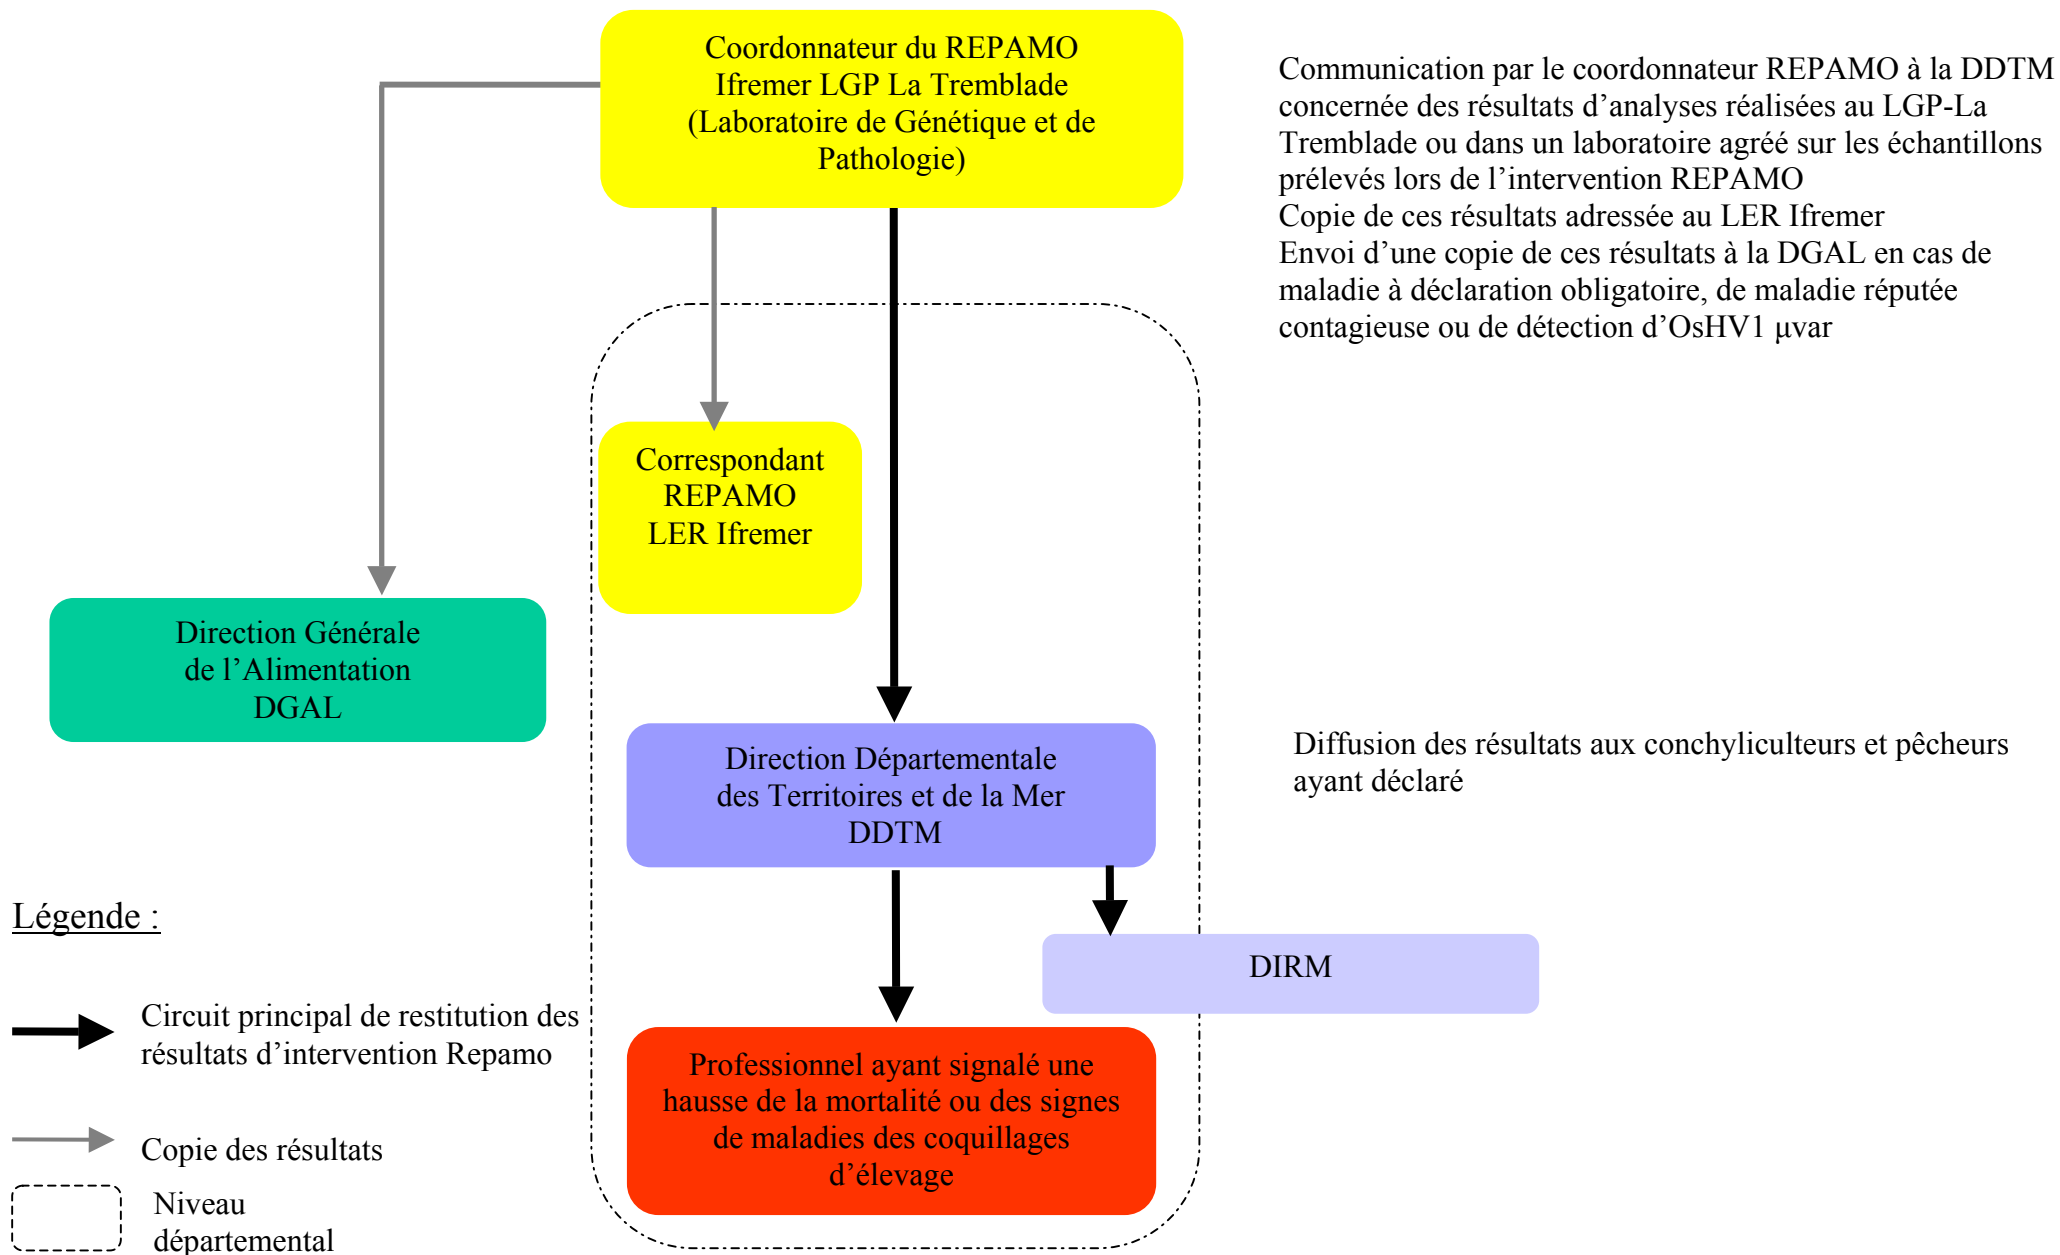 Coordonnateur du REPAMO
Ifremer LGP La Tremblade
(Laboratoire de Génétique et de
Pathologie)
Communication par le coordonnateur REPAMO à la DDTM
concernée des résultats d’analyses réalisées au LGP-La
Tremblade ou dans un laboratoire agréé sur les échantillons
prélevés lors de l’intervention REPAMO
Copie de ces résultats adressée au LER Ifremer
Envoi d’une copie de ces résultats à la DGAL en cas de
maladie à déclaration obligatoire, de maladie réputée
contagieuse ou de détection d’OsHV1 μvar
Correspondant
REPAMO
LER Ifremer
Direction Générale
de l’Alimentation
DGAL
Direction Départementale
des Territoires et de la Mer
DDTM
Diffusion des résultats aux conchyliculteurs et pêcheurs
ayant déclaré
DIRM
Professionnel ayant signalé une
hausse de la mortalité ou des signes
de maladies des coquillages
d’élevage
Légende :
Circuit principal de restitution des
résultats d’intervention Repamo
Copie des résultats
Niveau
départemental